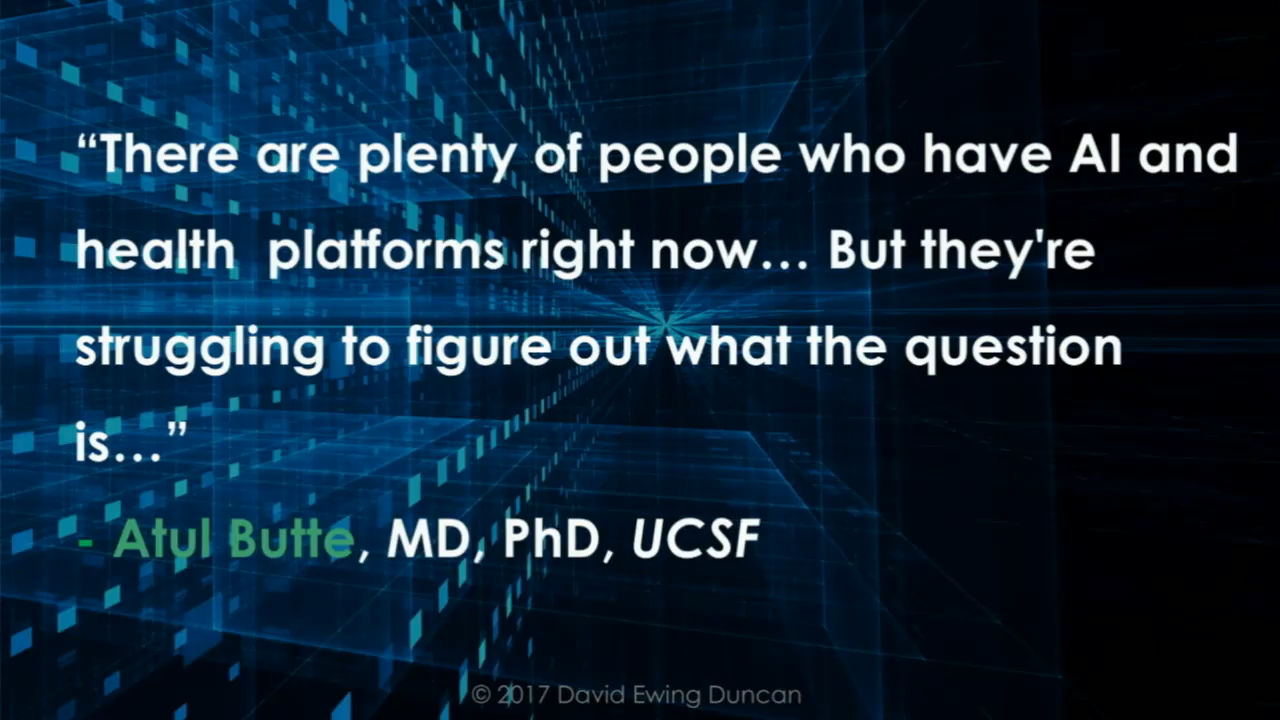 “There are plenty of people who have AI and
health  platforms right now… But they're
struggling to figure out what the question
is…”
- Atul Butte, MD, PhD, UCSF
© 2017 David Ewing Duncan